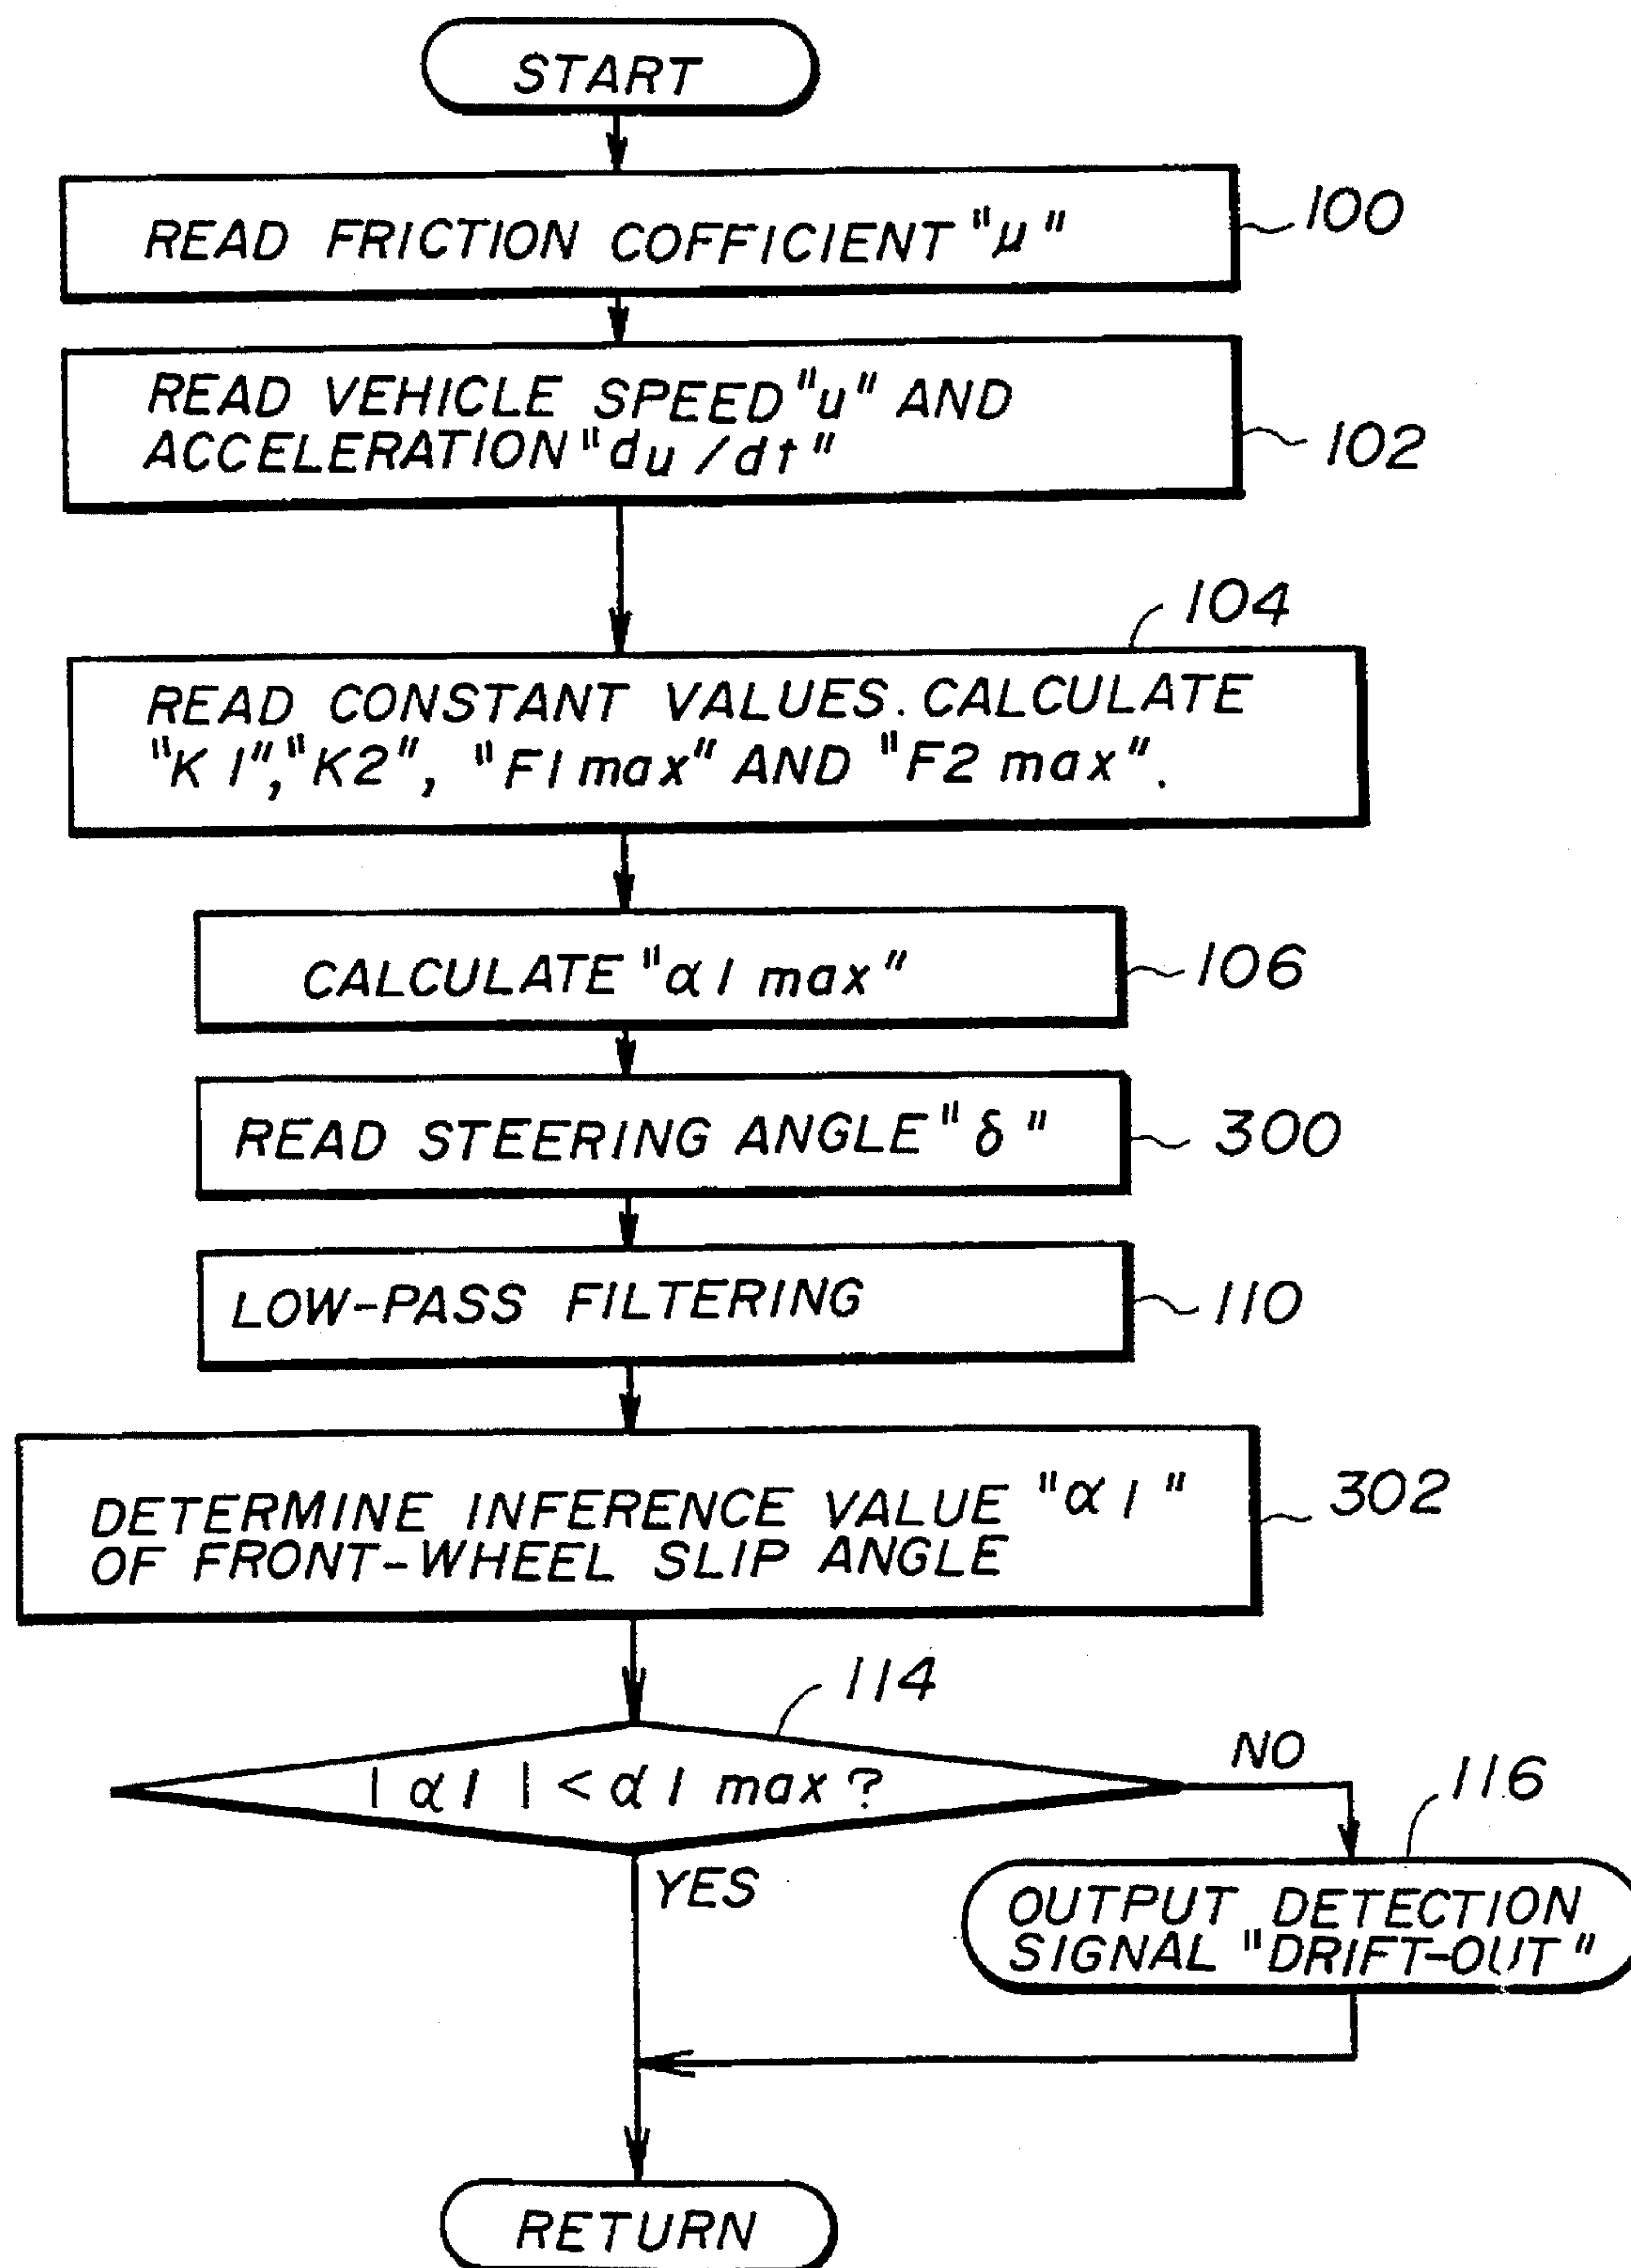 START
READ FRICTION COFFICIENT "μ"
100
READ VEHICLE SPEED "u" AND
ACCELERATION "du/dt"
102
104
READ CONSTANT VALUES. CALCULATE
"K1", "K2", "F1max" AND "F2 max".
CALCULATE "α1 max"
106
READ STEERING ANGLE "δ"
300
LOW-PASS FILTERING
110
DETERMINE INFERENCE VALUE "α1"
OF FRONT-WHEEL SLIP ANGLE
302
114
|α1| < α1 max?
NO
116
YES
OUTPUT DETECTION
SIGNAL "DRIFT-OUT"
RETURN